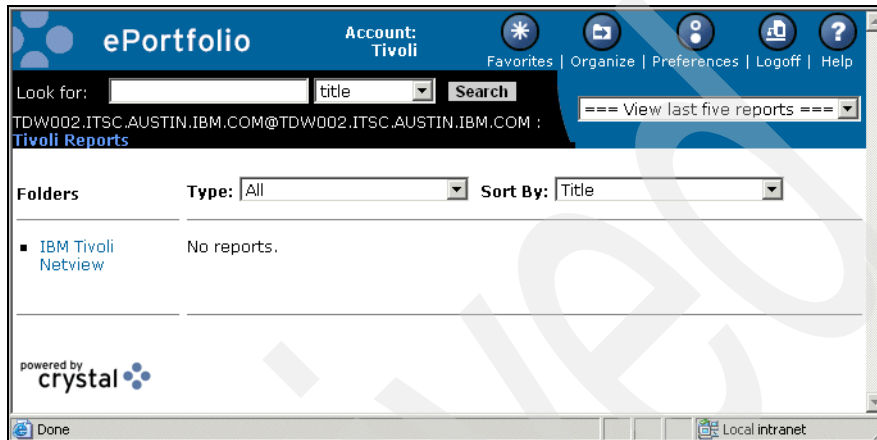 ePortfolio
Account:
Tivoli
Favorites | Organize | Preferences | Logoff | Help
Look for: title Search
=== View last five reports ===
TDW002.ITSC.AUSTIN.IBM.COM@TDW002.ITSC.AUSTIN.IBM.COM :
Tivoli Reports
Folders Type: All Sort By: Title
IBM Tivoli
Netview
No reports.
powered by
crystal
Done Local intranet